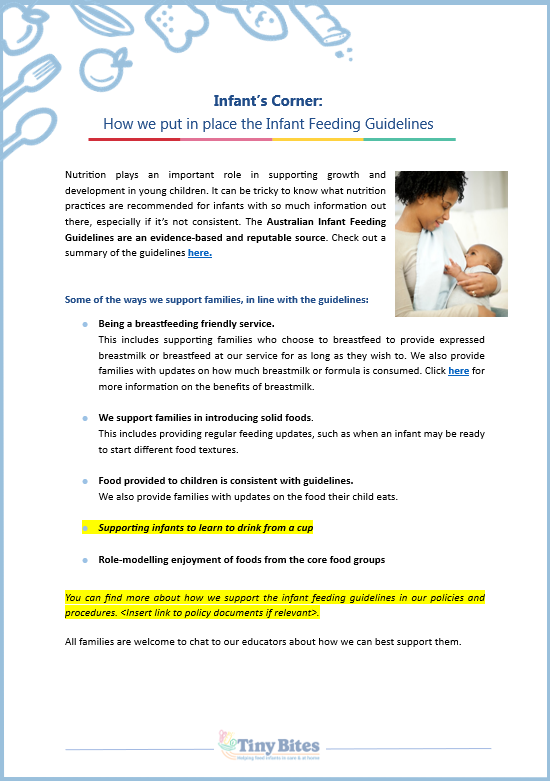 Infant's Corner:
How we put in place the Infant Feeding Guidelines
Nutrition plays an important role in supporting growth and
development in young children. It can be tricky to know what nutrition
practices are recommended for infants with so much information out
there, especially if it's not consistent. The Australian Infant Feeding
Guidelines are an evidence-based and reputable source. Check out a
summary of the guidelines here.
Some of the ways we support families, in line with the guidelines:
Being a breastfeeding friendly service.
This includes supporting families who choose to breastfeed to provide expressed
breastmilk or breastfeed at our service for as long as they wish to. We also provide
families with updates on how much breastmilk or formula is consumed. Click here for
more information on the benefits of breastmilk.
We support families in introducing solid foods.
This includes providing regular feeding updates, such as when an infant may be ready
to start different food textures.
Food provided to children is consistent with guidelines.
We also provide families with updates on the food their child eats.
Supporting infants to learn to drink from a cup
Role-modelling enjoyment of foods from the core food groups
You can find more about how we support the infant feeding guidelines in our policies and
procedures. <Insert link to policy documents if relevant>.
All families are welcome to chat to our educators about how we can best support them.
Tiny Bites
Helping feed infants in care & at home